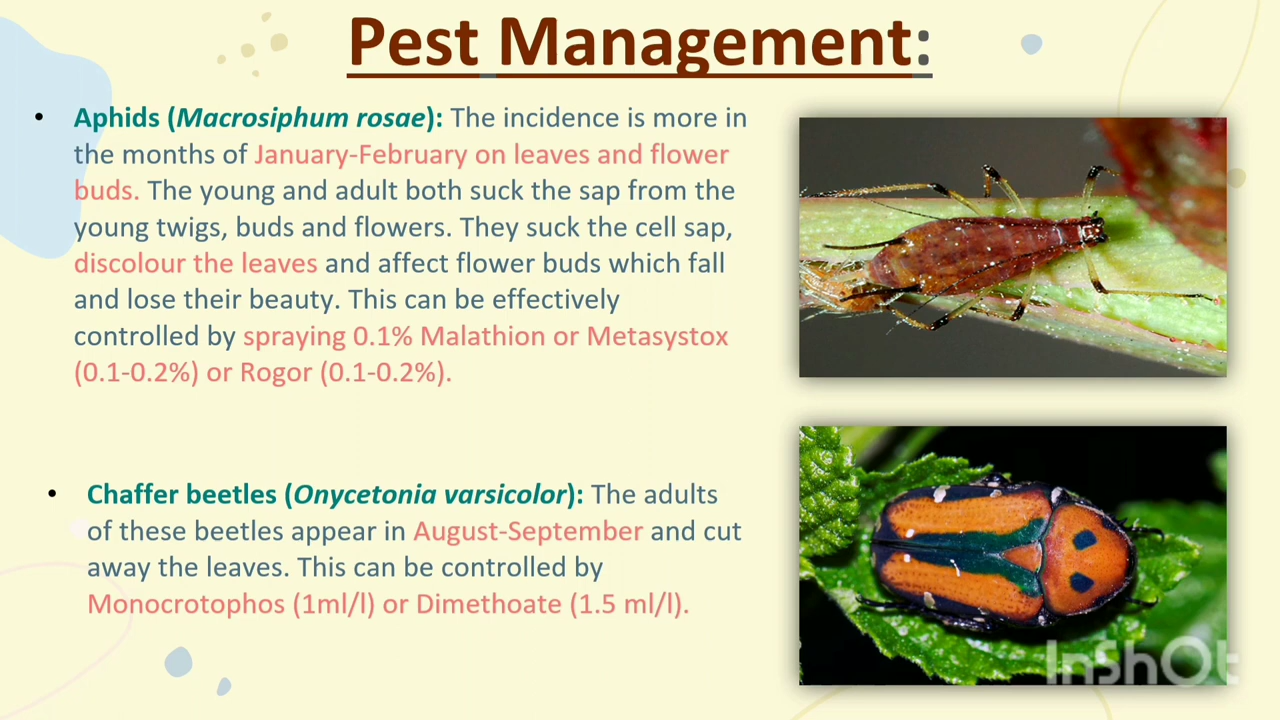 Pest Management:
• Aphids (Macrosiphum rosae): The incidence is more in
the months of January-February on leaves and flower
buds. The young and adult both suck the sap from the
young twigs, buds and flowers. They suck the cell sap,
discolour the leaves and affect flower buds which fall
and lose their beauty. This can be effectively
controlled by spraying 0.1% Malathion or Metasystox
(0.1-0.2%) or Rogor (0.1-0.2%).
• Chaffer beetles (Onycetonia varsicolor): The adults
of these beetles appear in August-September and cut
away the leaves. This can be controlled by
Monocrotophos (1ml/l) or Dimethoate (1.5 ml/l).
InShOt